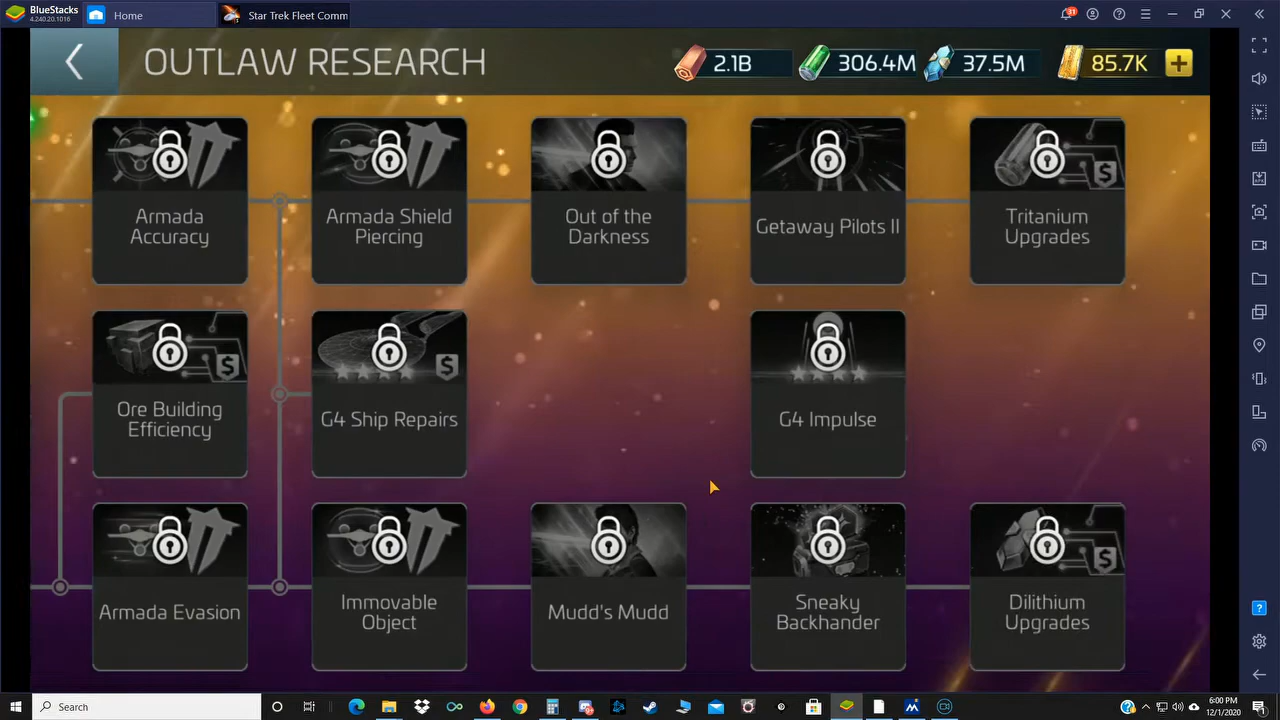 BlueStacks
4.240.20.1016
Home
Star Trek Fleet Comm
31
OUTLAW RESEARCH
2.1B
306.4M
37.5M
85.7K
+
Armada
Accuracy
Armada Shield
Piercing
Out of the
Darkness
Getaway Pilots II
$
Tritanium
Upgrades
$
Ore Building
Efficiency
$
G4 Ship Repairs
G4 Impulse
Armada Evasion
Immovable
Object
Mudd's Mudd
Sneaky
Backhander
$
Dilithium
Upgrades
Search
6:00 PM
12/1/2020